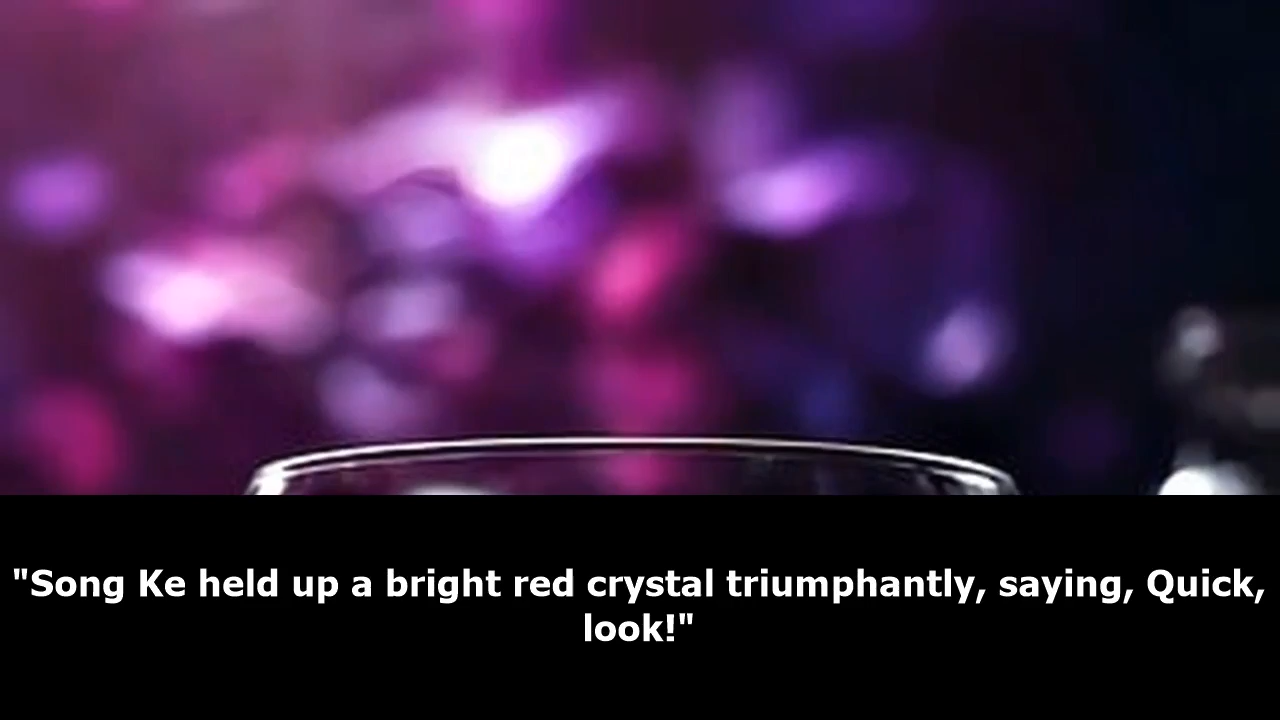 "Song Ke held up a bright red crystal triumphantly, saying, Quick,
look!"